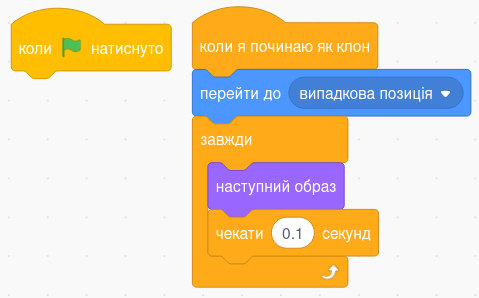 коли натиснуто
коли я починаю як клон
перейти до випадкова позиція
завжди
наступний образ
чекати 0.1 секунд